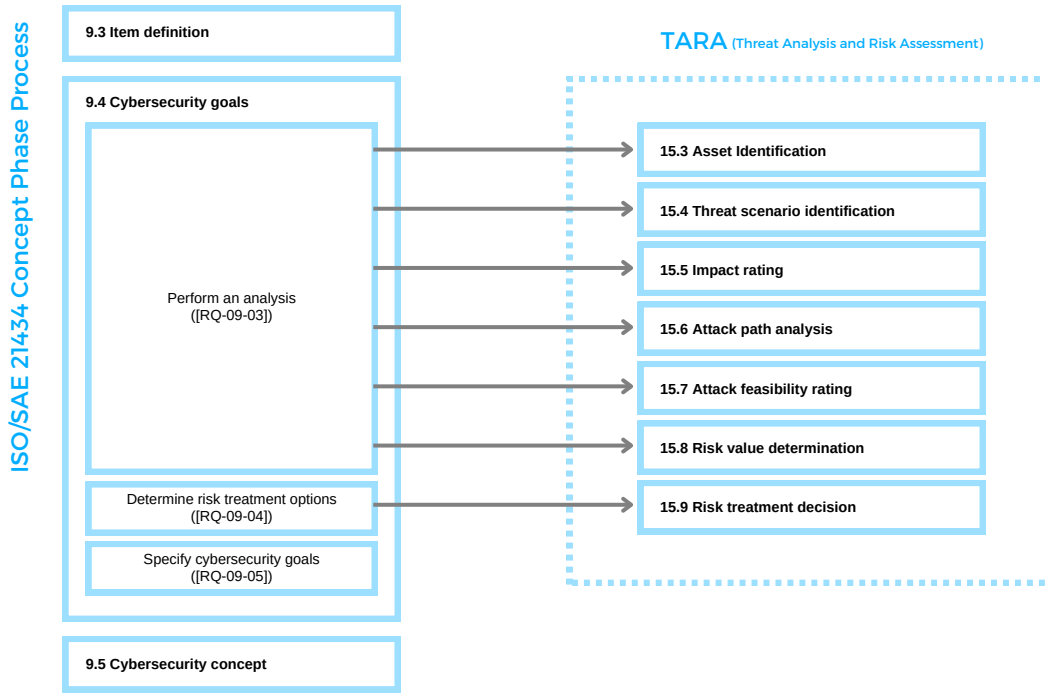 ISO/SAE 21434 Concept Phase Process
9.3 Item definition
9.4 Cybersecurity goals
Perform an analysis
([RQ-09-03])
Determine risk treatment options
([RQ-09-04])
Specify cybersecurity goals
([RQ-09-05])
9.5 Cybersecurity concept
TARA (Threat Analysis and Risk Assessment)
15.3 Asset Identification
15.4 Threat scenario identification
15.5 Impact rating
15.6 Attack path analysis
15.7 Attack feasibility rating
15.8 Risk value determination
15.9 Risk treatment decision